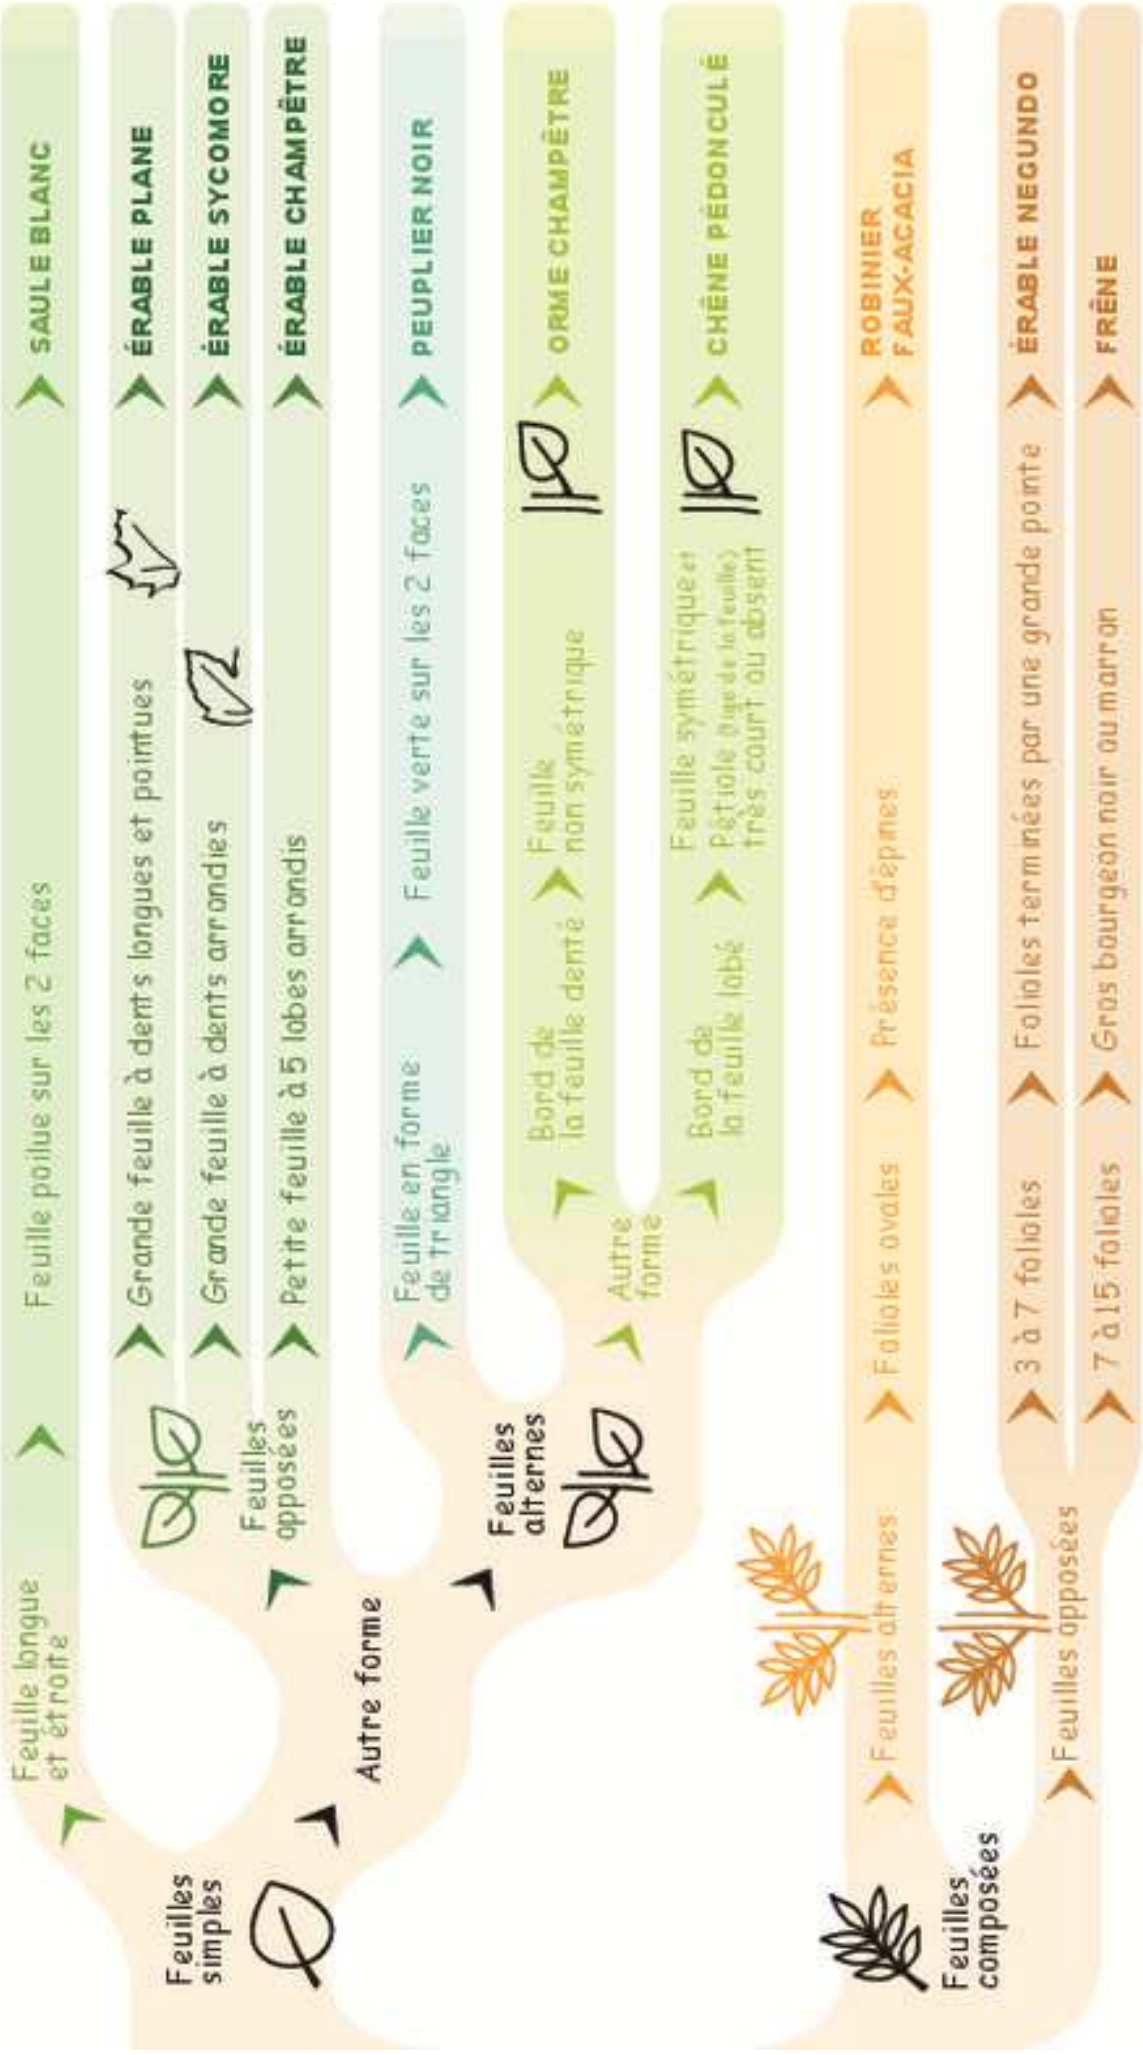 Feuilles
simples
Feuille longue
et étroite
Feuille poilue sur les 2 faces
SAULE BLANC
Autre forme
Feuilles
opposées
Grande feuille à dents longues et pointues
ÉRABLE PLANE
Grande feuille à dents arrondies
ÉRABLE SYCOMORE
Petite feuille à 5 lobes arrondis
ÉRABLE CHAMPÊTRE
Feuilles
alternes
Feuille en forme
de triangle
Feuille verte sur les 2 faces
PEUPLIER NOIR
Autre
forme
Bord de
la feuille denté
Feuille
non symétrique
ORME CHAMPÊTRE
Bord de
la feuille lobé
Feuille symétrique et
Pétiole (tige de la feuille)
très court ou absent
CHÊNE PÉDONCULÉ
Feuilles
composées
Feuilles alternes
Folioles ovales
Présence d'épines
ROBINIER
FAUX-ACACIA
Feuilles opposées
3 à 7 folioles
Folioles terminées par une grande pointe
ÉRABLE NEGUNDO
7 à 15 folioles
Gros bourgeon noir ou marron
FRÊNE